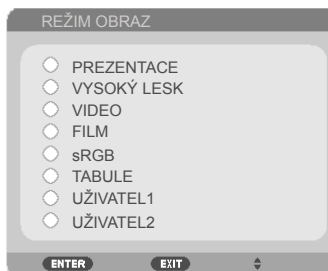 REŽIM OBRAZ
PREZENTACE
VYSOKÝ LESK
VIDEO
FILM
sRGB
TABULE
UŽIVATEL1
UŽIVATEL2
ENTER EXIT